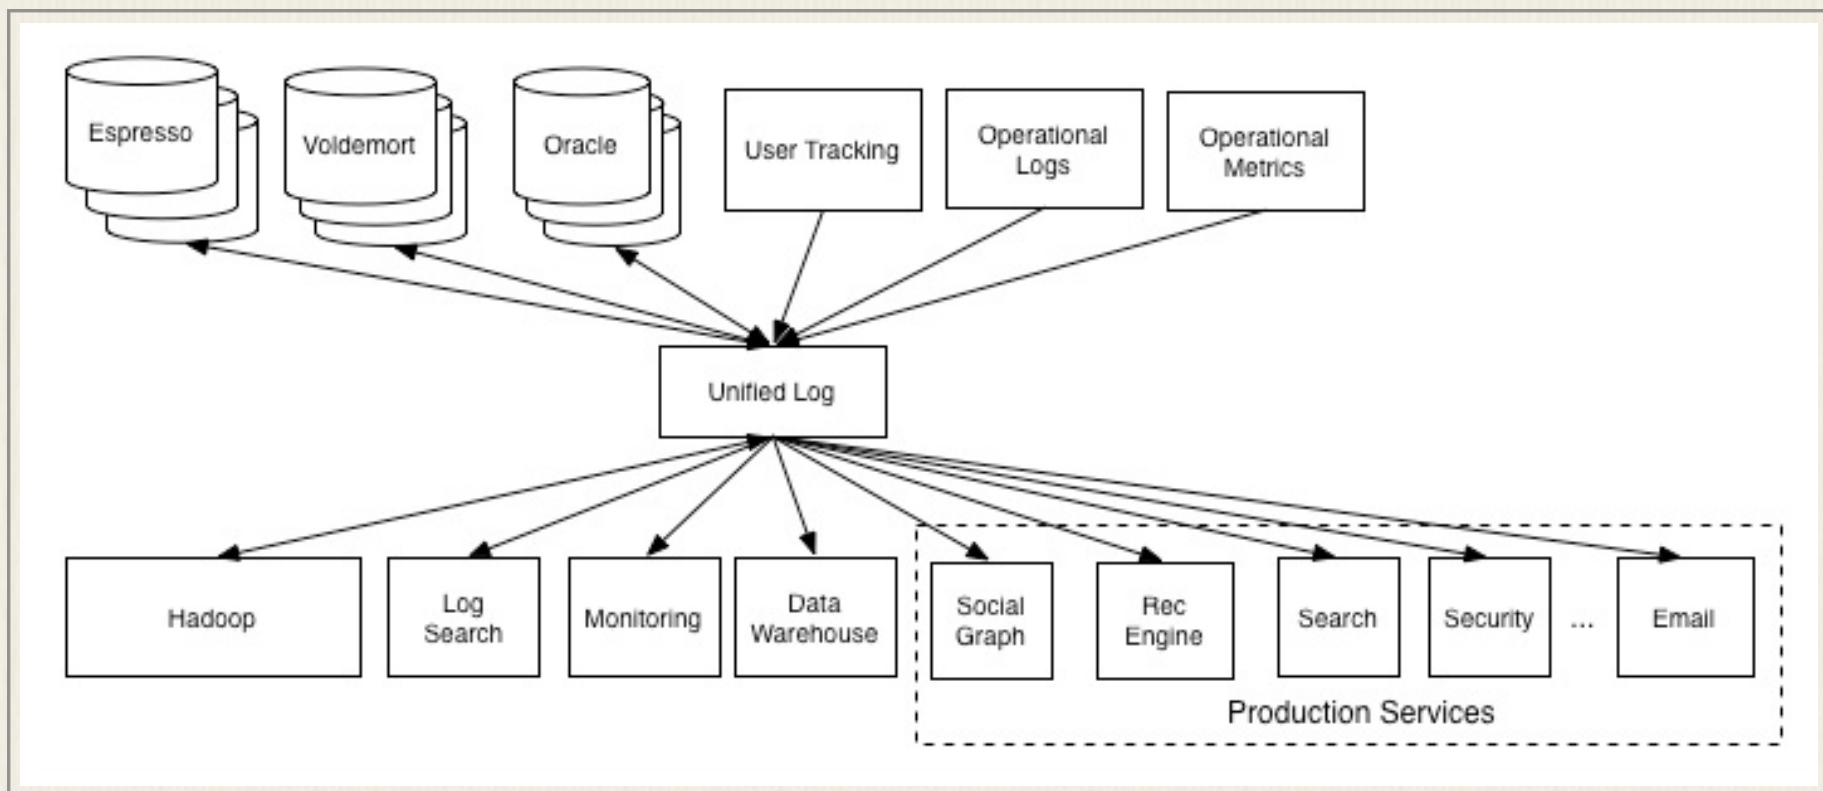 Espresso
Voldemort
Oracle
User Tracking
Operational
Logs
Operational
Metrics
Unified Log
Hadoop
Log
Search
Monitoring
Data
Warehouse
Social
Graph
Rec
Engine
Search
Security
...
Email
Production Services